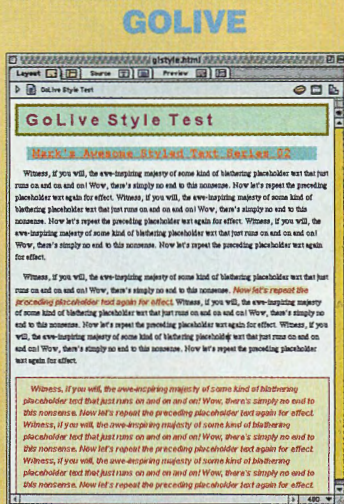 GOLIVE
glstyle.html
Layout Source Preview
GoLive Style Test
GoLive Style Test
Mark's Awesome Styled Text Series 02
Witness, if you will, the awe-inspiring majesty of some kind of blathering placeholder text that just
runs on and on and on! Wow, there's simply no end to this nonsense. Now let's repeat the preceding
placeholder text again for effect. Witness, if you will, the awe-inspiring majesty of some kind of
blathering placeholder text that just runs on and on and on! Wow, there's simply no end to this
nonsense. Now let's repeat the preceding placeholder text again for effect. Witness, if you will, the
awe-inspiring majesty of some kind of blathering placeholder text that just runs on and on and on!
Wow, there's simply no end to this nonsense. Now let's repeat the preceding placeholder text again
for effect.
Witness, if you will, the awe-inspiring majesty of some kind of blathering placeholder text that just
runs on and on and on! Wow, there's simply no end to this nonsense. Now let's repeat the
preceding placeholder text again for effect. Witness, if you will, the awe-inspiring majesty
of some kind of blathering placeholder text that just runs on and on and on! Wow, there's simply no
end to this nonsense. Now let's repeat the preceding placeholder text again for effect. Witness, if you
will, the awe-inspiring majesty of some kind of blathering placeholder text that just runs on and on
and on! Wow, there's simply no end to this nonsense. Now let's repeat the preceding placeholder
text again for effect.
Witness, if you will, the awe-inspiring majesty of some kind of blathering
placeholder text that just runs on and on and on! Wow, there's simply no end to
this nonsense. Now let's repeat the preceding placeholder text again for effect.
Witness, if you will, the awe-inspiring majesty of some kind of blathering
placeholder text that just runs on and on and on! Wow, there's simply no end to
this nonsense. Now let's repeat the preceding placeholder text again for effect.
Witness, if you will, the awe-inspiring majesty of some kind of blathering
placeholder text that just runs on and on and on! Wow, there's simply no end to
this nonsense. Now let's repeat the preceding placeholder text again for effect.
480